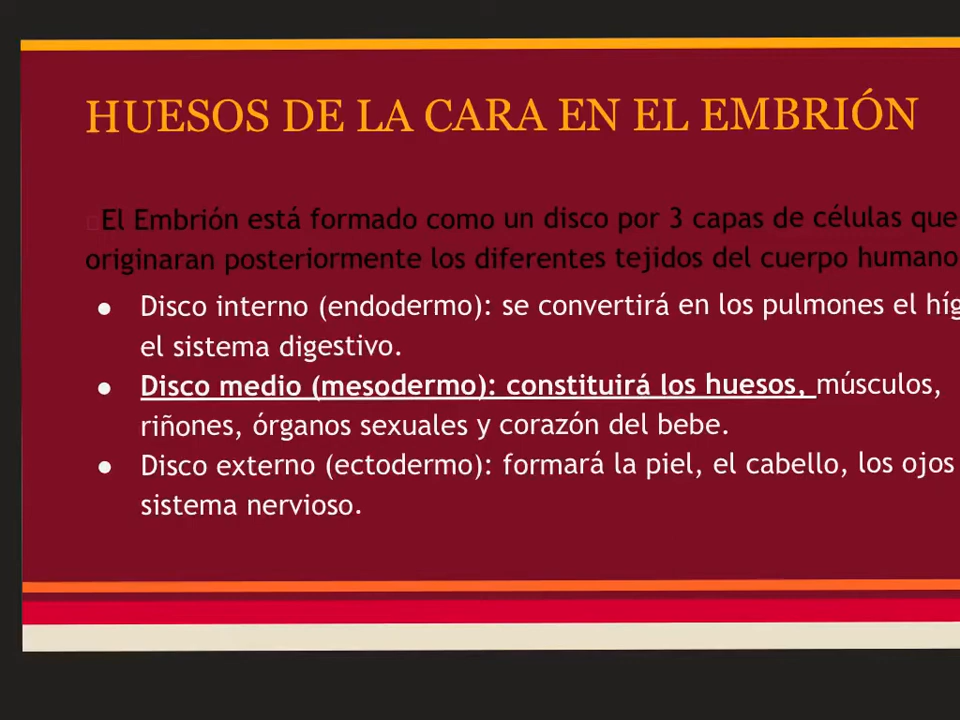 HUESOS DE LA CARA EN EL EMBRIÓN
El Embrión está formado como un disco por 3 capas de células que
originaran posteriormente los diferentes tejidos del cuerpo humano
● Disco interno (endodermo): se convertirá en los pulmones el
el sistema digestivo.
● Disco medio (mesodermo): constituirá los huesos, músculos,
riñones, órganos sexuales y corazón del bebe.
● Disco externo (ectodermo): formará la piel, el cabello, los ojos
sistema nervioso.